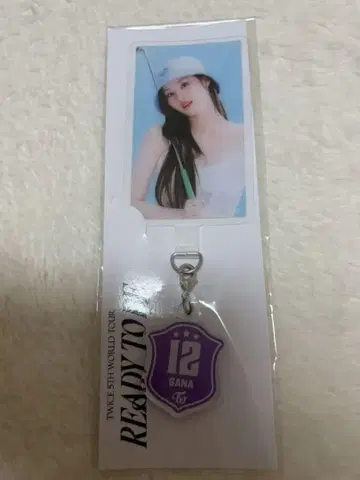 TWICE 5TH WORLD TOUR
READY TO
12
SANA